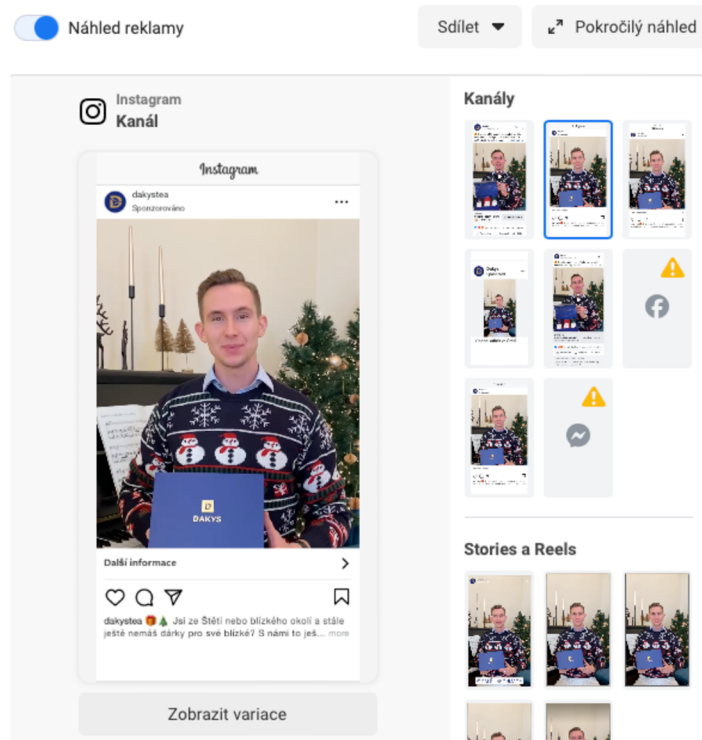 Náhled reklamy
Sdílet
Pokročilý náhled
Instagram
Kanál
Instagram
dakystea
Sponzorováno
DAKYS
Další informace
dakystea 🎁🎄 Jsi ze Štětí nebo blízkého okolí a stále
ještě nemáš dárky pro své blízké? S námi to ješ... more
Zobrazit variace
Kanály
Stories a Reels